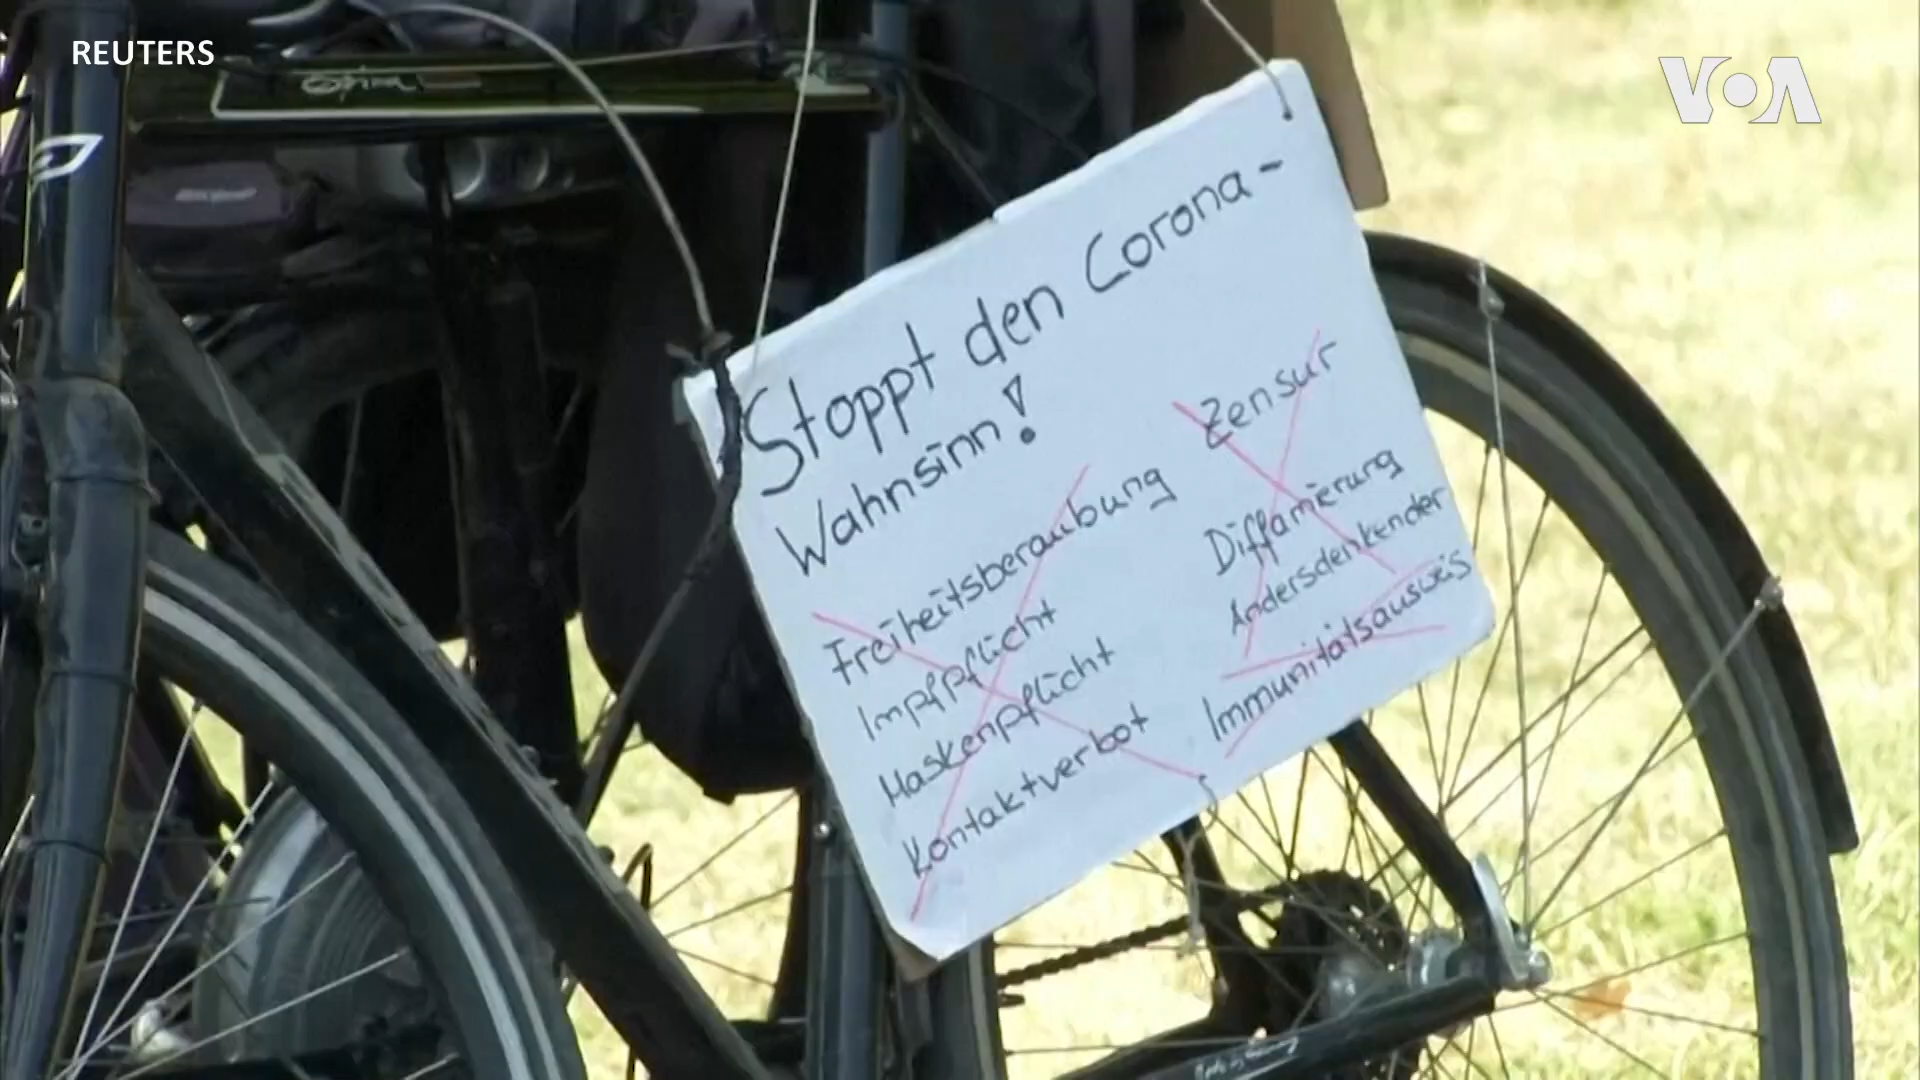 REUTERS
VOA
Stoppt den Corona-
Wahnsinn!
Freiheitsberaubung
Impfpflicht
Maskenpflicht
Kontaktverbot
Zensur
Diffamierung
Andersdenkender
Immunitätsausweis